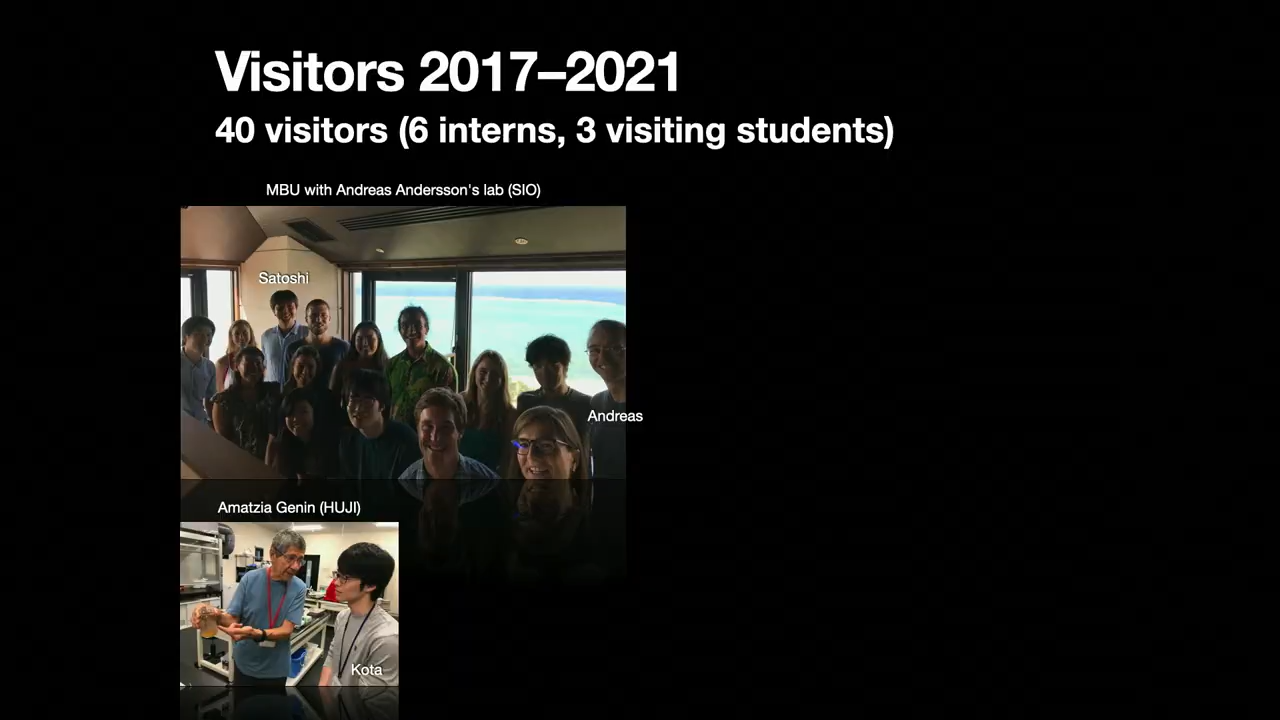 Visitors 2017–2021
40 visitors (6 interns, 3 visiting students)
MBU with Andreas Andersson's lab (SIO)
Satoshi
Andreas
Amatzia Genin (HUJI)
Kota